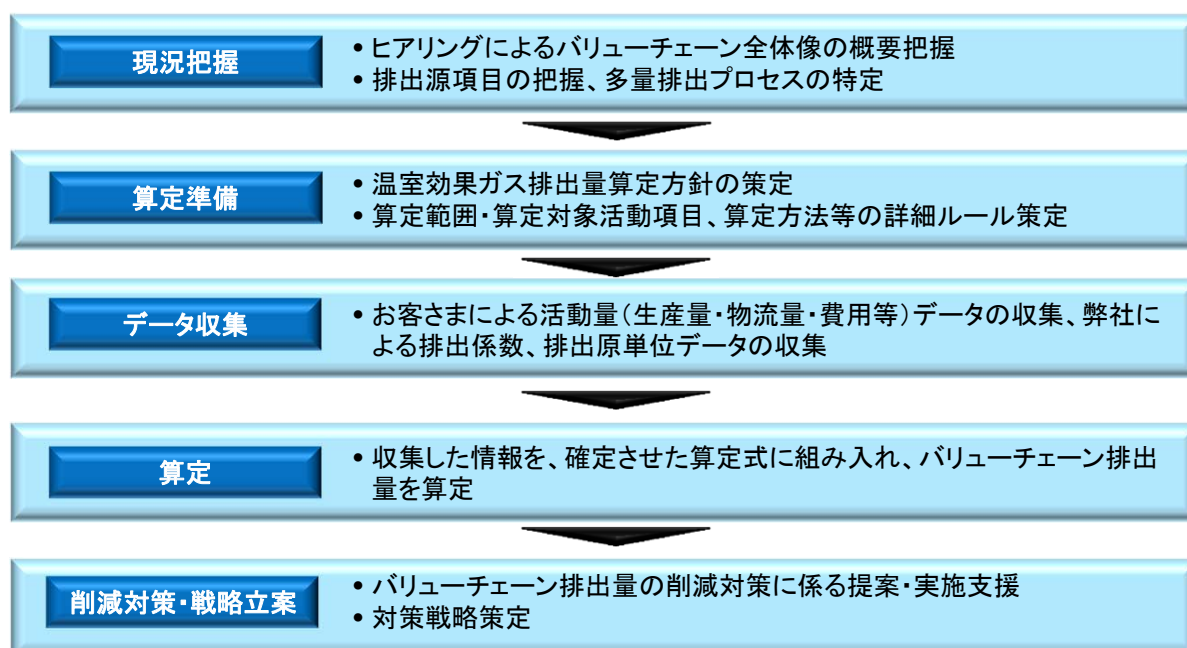 現況把握
• ヒアリングによるバリューチェーン全体像の概要把握
• 排出源項目の把握、多量排出プロセスの特定
算定準備
• 温室効果ガス排出量算定方針の策定
• 算定範囲・算定対象活動項目、算定方法等の詳細ルール策定
データ収集
• お客さまによる活動量(生産量・物流量・費用等)データの収集、弊社に
よる排出係数、排出原単位データの収集
算定
• 収集した情報を、確定させた算定式に組み入れ、バリューチェーン排出
量を算定
削減対策・戦略立案
• バリューチェーン排出量の削減対策に係る提案・実施支援
• 対策戦略策定